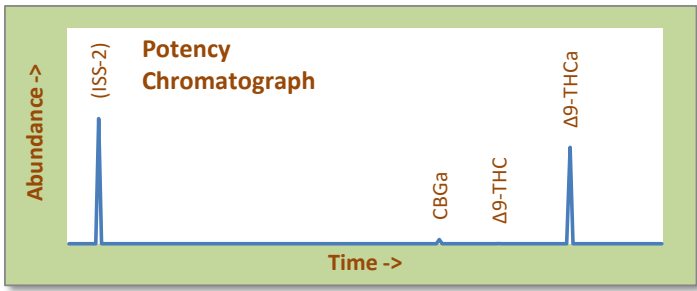 Potency
Chromatograph
Abundance ->
(ISS-2)
CBGa
Δ9-THC
Δ9-THCa
Time ->